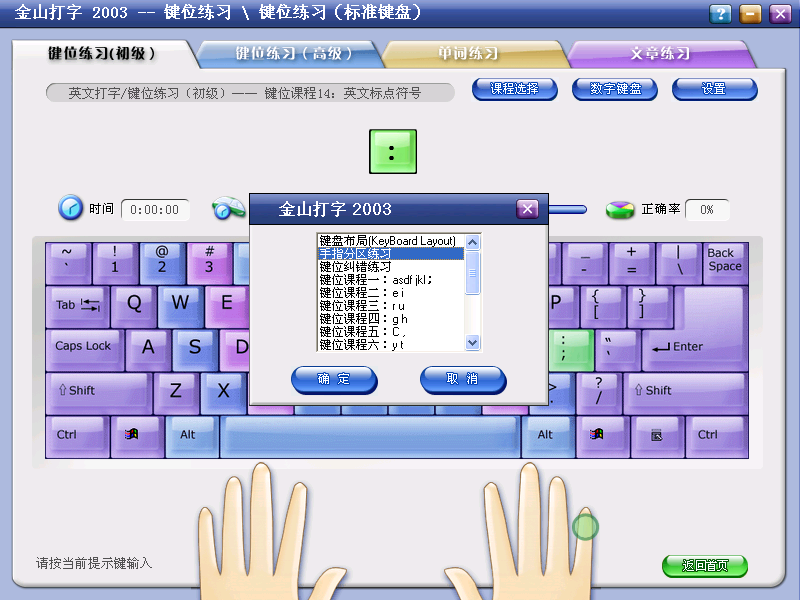 金山打字 2003 -- 键位练习 \ 键位练习（标准键盘）
键位练习(初级)
键位练习（高级）
单词练习
文章练习
英文打字/键位练习（初级）—— 键位课程14：英文标点符号
课程选择
数字键盘
设置
:
时间
0:00:00
正确率
0%
金山打字 2003
键盘布局(KeyBoard Layout)
手指分区练习
键位纠错练习
键位课程一：asdfjkl;
键位课程二：ei
键位课程三：ru
键位课程四：gh
键位课程五：C,
键位课程六：yt
确 定
取 消
~ ! @ # _ + | Back
` 1 2 3 - = \ Space
Tab Q W E P { [ } ]
Caps Lock A S D : ; " Enter
Shift Z X > . ? / Shift
Ctrl Alt Alt Ctrl
请按当前提示键输入
返回首页